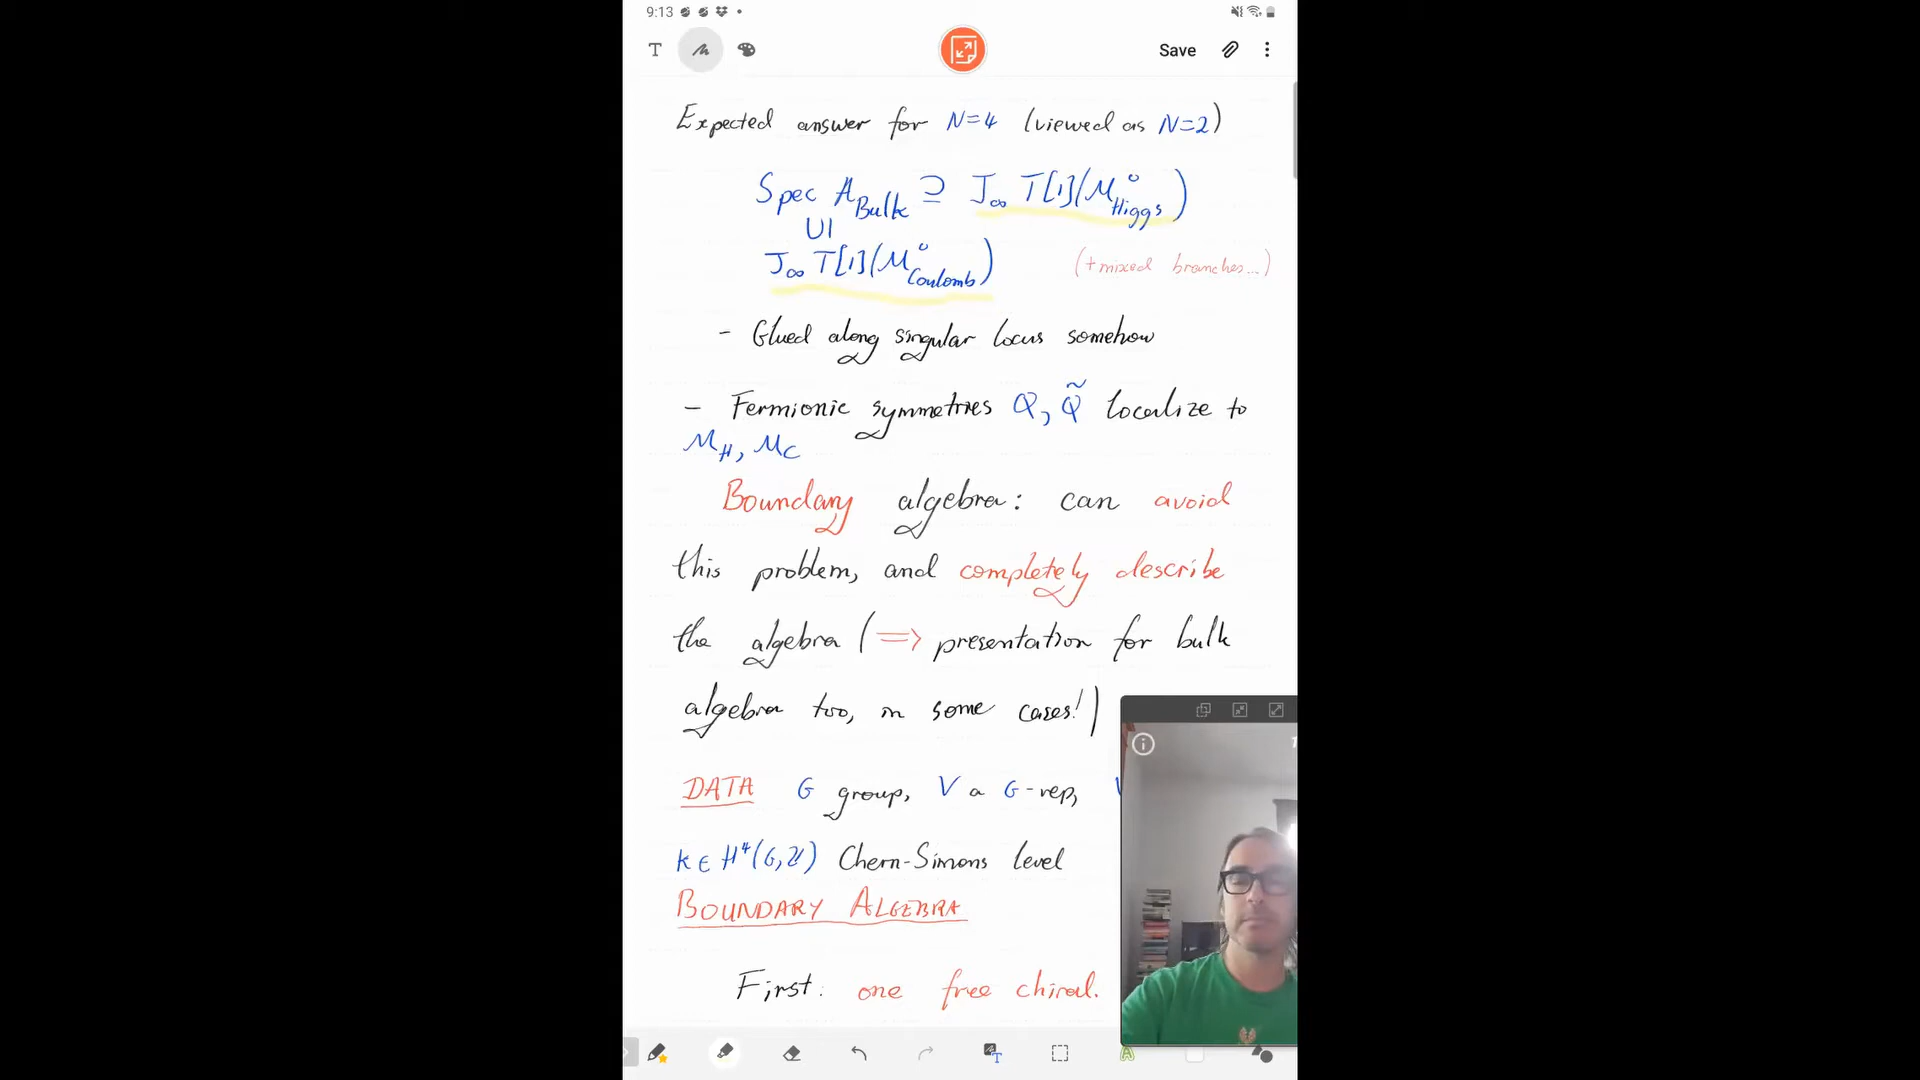 9:13
T
Save
Expected answer for N=4 (viewed as N=2)
Spec A_Bulk ⊇ J_∞ T[1](M°_Higgs)
UI
J_∞ T[1](M°_Coulomb)
(+mixed branches...)
- Glued along singular locus somehow
- Fermionic symmetries Q, Q̃ localize to
M_H, M_C
Boundary algebra: can avoid
this problem, and completely describe
the algebra (⟹ presentation for bulk
algebra too, in some cases!)
DATA G group, V a G-rep,
k ∈ H⁴(G,Z) Chern-Simons level
BOUNDARY ALGEBRA
First: one free chiral.